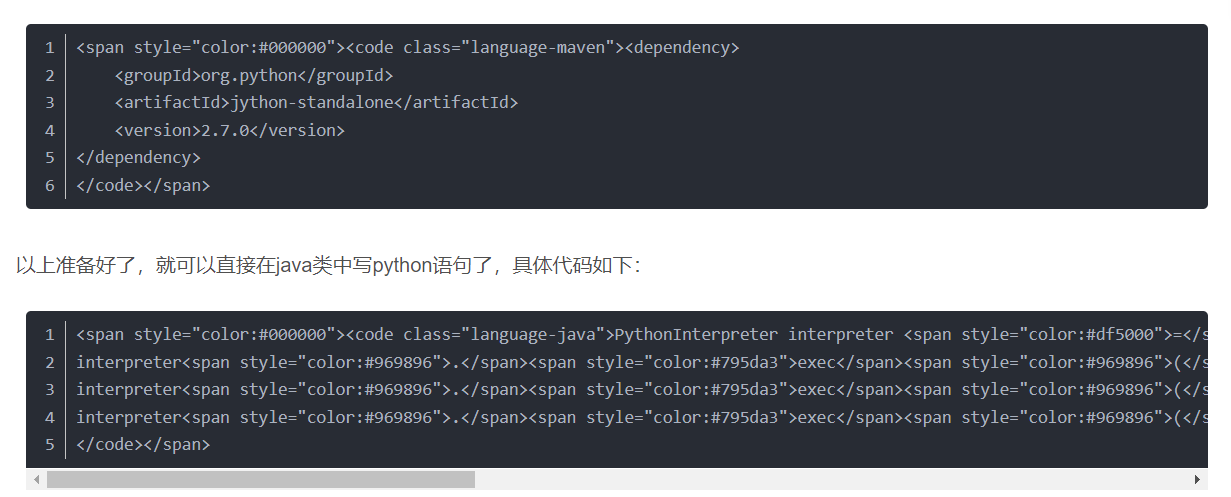 1 <span style="color:#000000"><code class="language-maven"><dependency>
2     <groupId>org.python</groupId>
3     <artifactId>jython-standalone</artifactId>
4     <version>2.7.0</version>
5 </dependency>
6 </code></span>
以上准备好了，就可以直接在java类中写python语句了，具体代码如下：
1 <span style="color:#000000"><code class="language-java">PythonInterpreter interpreter <span style="color:#df5000">=</s
2 interpreter<span style="color:#969896">.</span><span style="color:#795da3">exec</span><span style="color:#969896">(</s
3 interpreter<span style="color:#969896">.</span><span style="color:#795da3">exec</span><span style="color:#969896">(</s
4 interpreter<span style="color:#969896">.</span><span style="color:#795da3">exec</span><span style="color:#969896">(</s
5 </code></span>